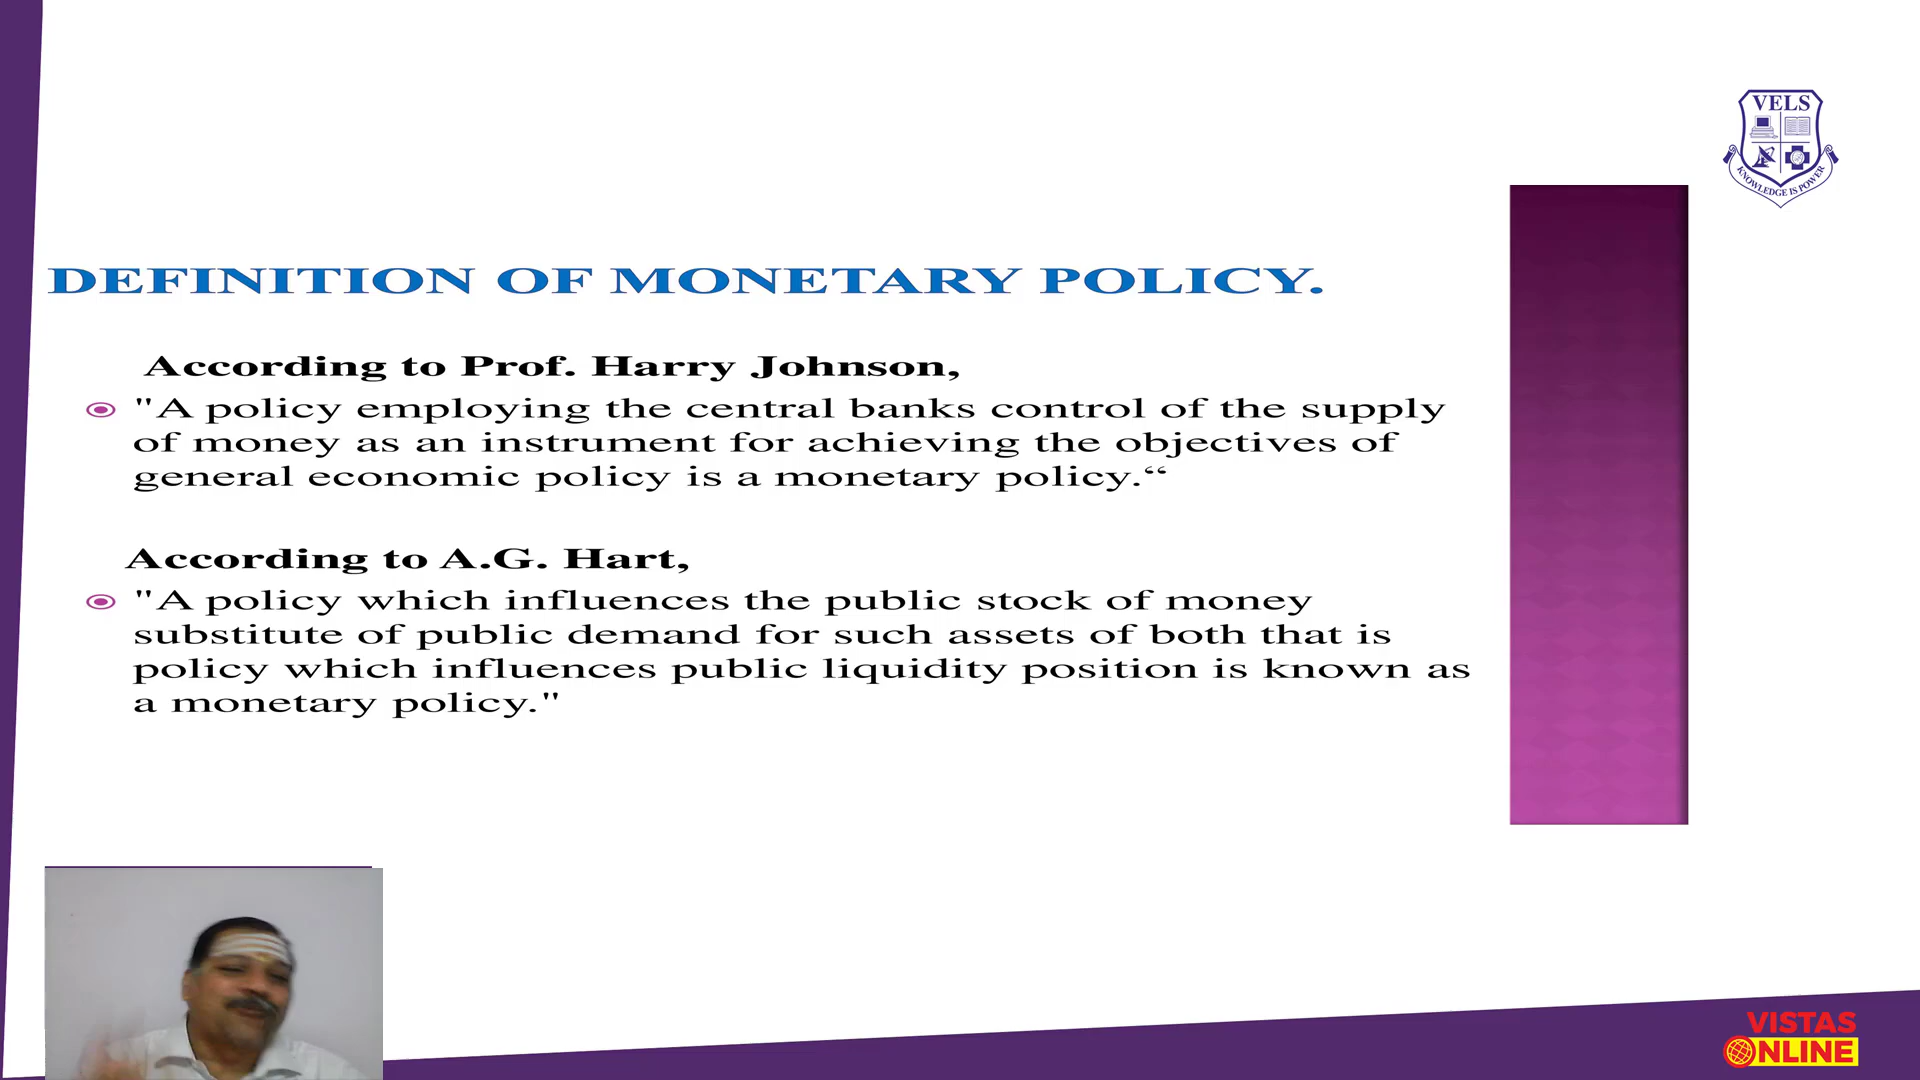 VELS
KNOWLEDGE IS POWER
DEFINITION OF MONETARY POLICY.
According to Prof. Harry Johnson,
"A policy employing the central banks control of the supply
of money as an instrument for achieving the objectives of
general economic policy is a monetary policy.“
According to A.G. Hart,
"A policy which influences the public stock of money
substitute of public demand for such assets of both that is
policy which influences public liquidity position is known as
a monetary policy."
VISTAS
ONLINE